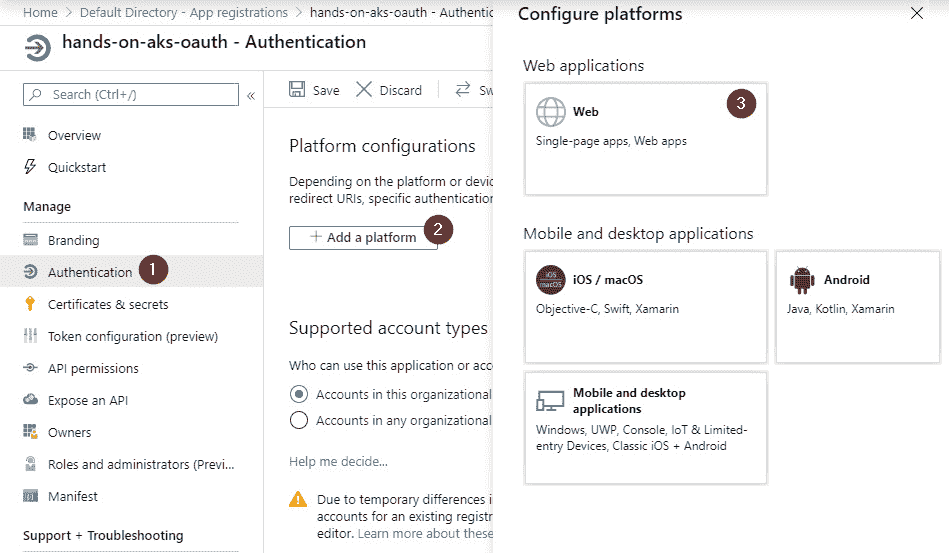 Home > Default Directory - App registrations > hands-on-aks-oauth - Authentic
hands-on-aks-oauth - Authentication
Search (Ctrl+/)
«
Overview
Quickstart
Manage
Branding
Authentication 1
Certificates & secrets
Token configuration (preview)
API permissions
Expose an API
Owners
Roles and administrators (Previ...
Manifest
Support + Troubleshooting
Save Discard Sw
Platform configurations
Depending on the platform or devic
redirect URIs, specific authentication
+ Add a platform 2
Supported account types
Who can use this application or acc
Accounts in this organizational
Accounts in any organizational
Help me decide...
Due to temporary differences i
accounts for an existing registr
editor. Learn more about these
Configure platforms
Web applications
Web 3
Single-page apps, Web apps
Mobile and desktop applications
iOS / macOS
iOS / macOS
Objective-C, Swift, Xamarin
Android
Java, Kotlin, Xamarin
Mobile and desktop
applications
Windows, UWP, Console, IoT & Limited-
entry Devices, Classic iOS + Android